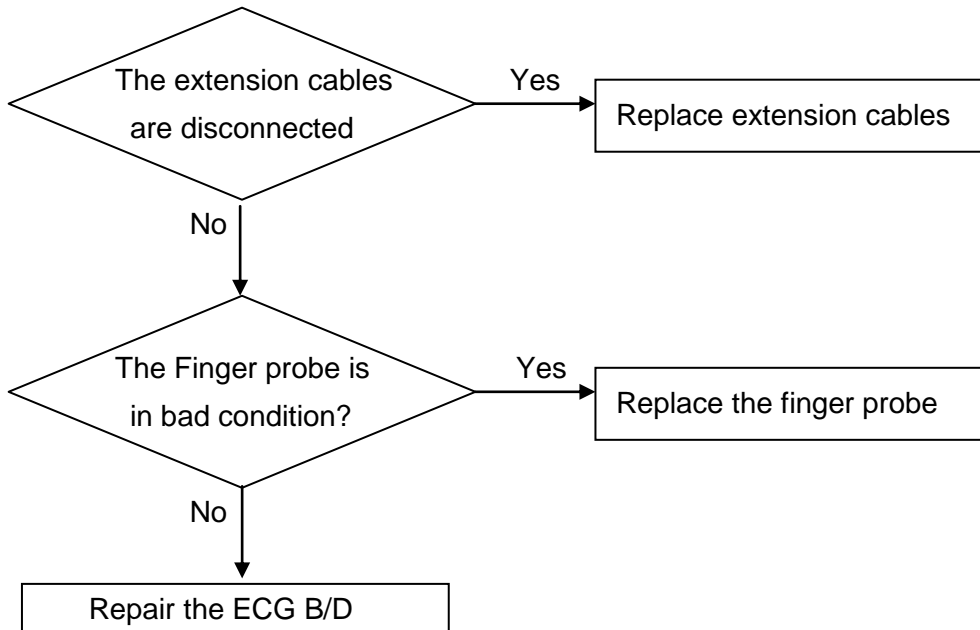 The extension cables
are disconnected
Yes
Replace extension cables
No
The Finger probe is
in bad condition?
Yes
Replace the finger probe
No
Repair the ECG B/D